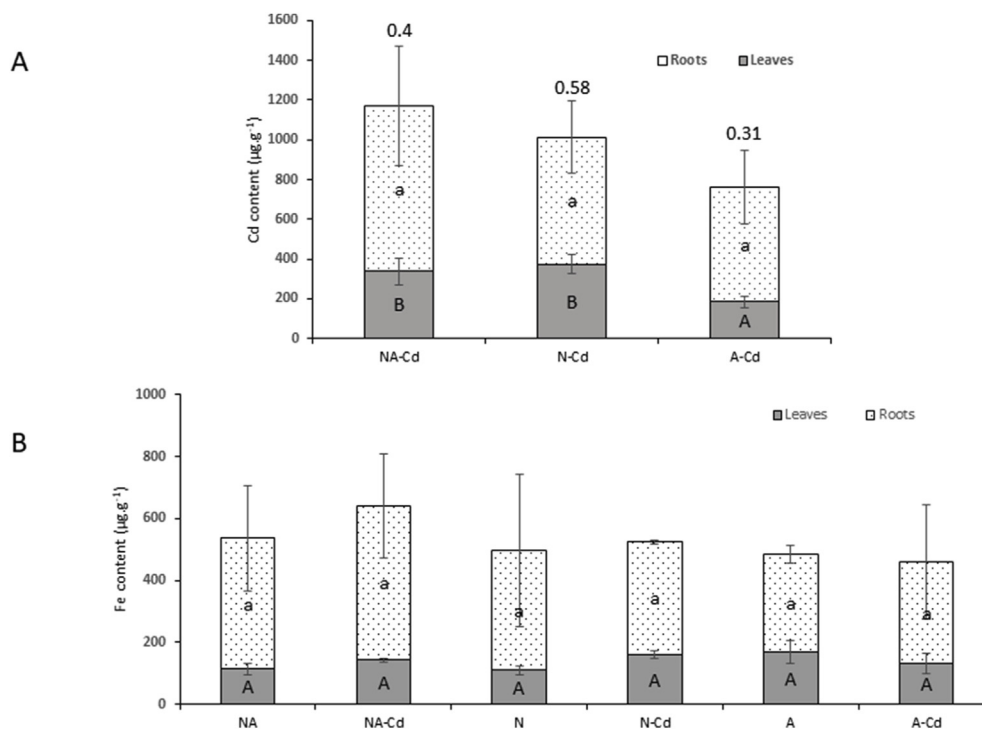 A
Cd content (µg.g⁻¹)
1600
1400
1200
1000
800
600
400
200
0
0.4
0.58
0.31
Roots Leaves
a
a
a
B
B
A
NA-Cd N-Cd A-Cd
B
Fe content (µg.g⁻¹)
1000
800
600
400
200
0
Leaves Roots
a a a a a a
A A A A A A
NA NA-Cd N N-Cd A A-Cd